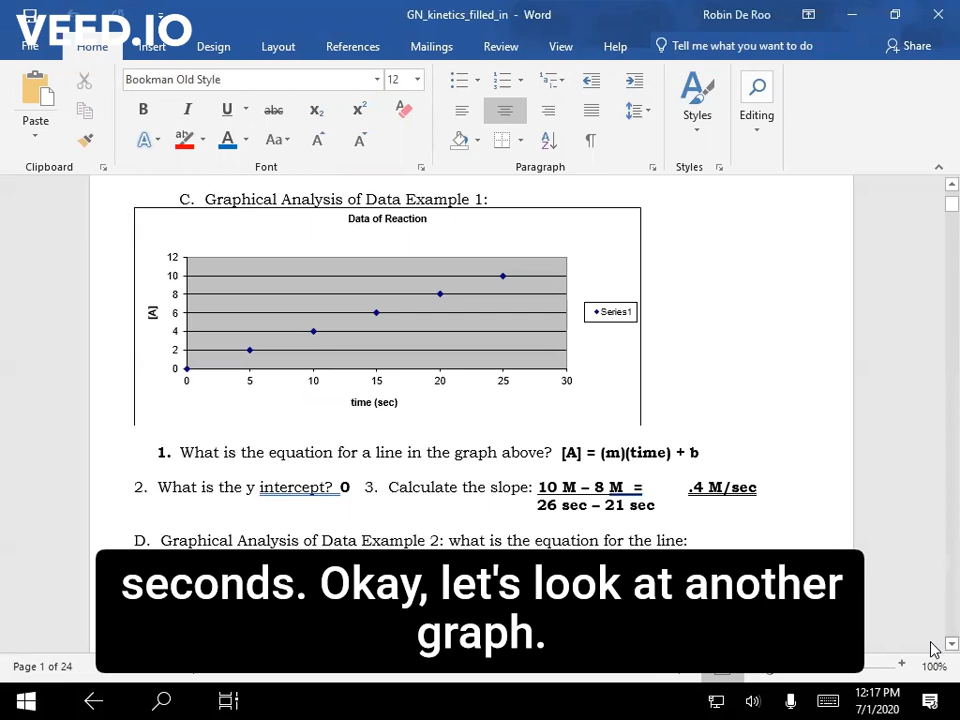 VEED.IO
GN_kinetics_filled_in - Word
Robin De Roo
File Home Insert Design Layout References Mailings Review View Help Tell me what you want to do Share
Bookman Old Style 12
Paste
Styles
Editing
Clipboard Font Paragraph Styles
C. Graphical Analysis of Data Example 1:
Data of Reaction
12
10
8
6
4
2
0
[A]
Series1
0 5 10 15 20 25 30
time (sec)
1. What is the equation for a line in the graph above? [A] = (m)(time) + b
2. What is the y intercept? 0 3. Calculate the slope: 10 M – 8 M = .4 M/sec
26 sec – 21 sec
D. Graphical Analysis of Data Example 2: what is the equation for the line:
seconds. Okay, let's look at another
graph.
Page 1 of 24
100%
12:17 PM
7/1/2020